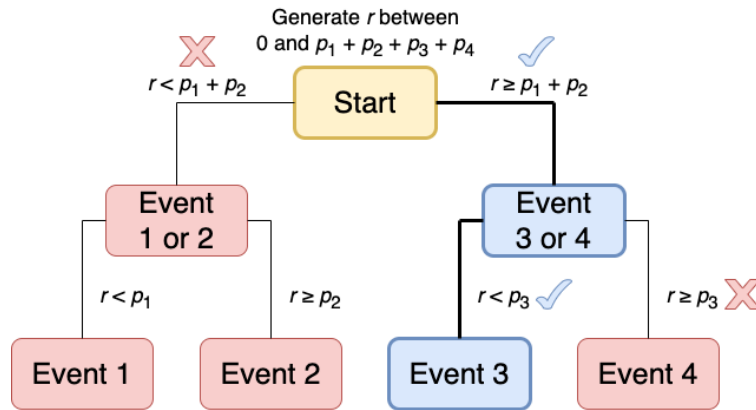 Generate r between
0 and p₁ + p₂ + p₃ + p₄
r < p₁ + p₂
r ≥ p₁ + p₂
Start
Event
1 or 2
Event
3 or 4
r < p₁
r ≥ p₂
r < p₃
r ≥ p₃
Event 1
Event 2
Event 3
Event 4